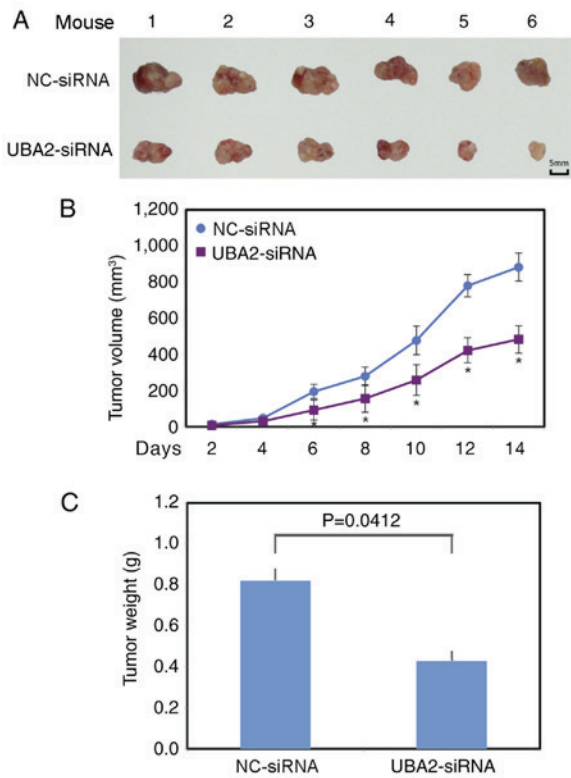 A Mouse 1 2 3 4 5 6
NC-siRNA
UBA2-siRNA
5mm
B
1,200
1,000
800
600
400
200
0
Tumor volume (mm³)
NC-siRNA
UBA2-siRNA
* * * * *
Days 2 4 6 8 10 12 14
C
1.2
1.0
0.8
0.6
0.4
0.2
0.0
Tumor weight (g)
P=0.0412
NC-siRNA UBA2-siRNA